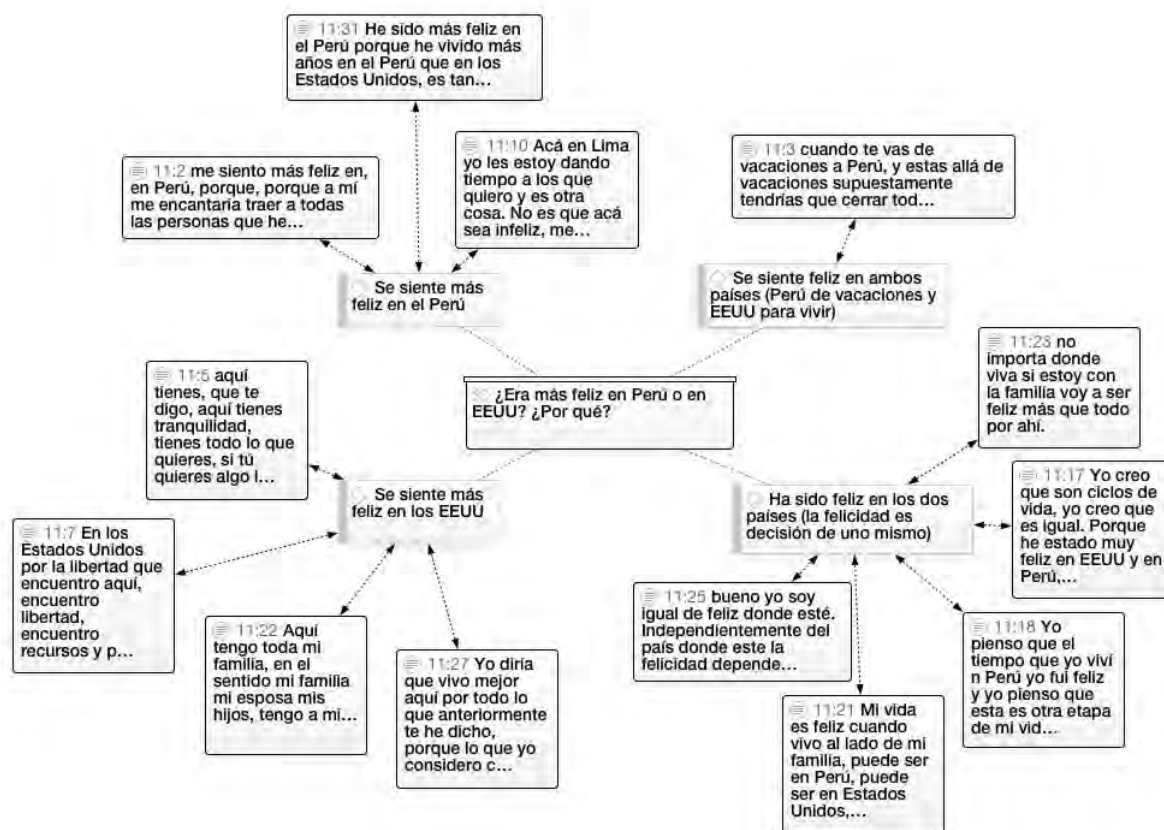 11:31 He sido más feliz en
el Perú porque he vivido más
años en el Perú que en los
Estados Unidos, es tan...
11:2 me siento más feliz en,
en Perú, porque, porque a mí
me encantaría traer a todas
las personas que he...
11:10 Acá en Lima
yo les estoy dando
tiempo a los que
quiero y es otra
cosa. No es que acá
sea infeliz, me...
11:3 cuando te vas de
vacaciones a Perú, y estas allá de
vacaciones supuestamente
tendrías que cerrar tod...
Se siente más
feliz en el Perú
Se siente feliz en ambos
países (Perú de vacaciones y
EEUU para vivir)
¿Era más feliz en Perú o en
EEUU? ¿Por qué?
11:5 aquí
tienes, que te
digo, aquí tienes
tranquilidad,
tienes todo lo que
quieres, si tú
quieres algo l...
Se siente más
feliz en los EEUU
11:7 En los
Estados Unidos
por la libertad que
encuentro aquí,
encuentro
libertad,
encuentro
recursos y p...
11:22 Aquí
tengo toda mi
familia, en el
sentido mi familia
mi esposa mis
hijos, tengo a mi...
11:27 Yo diría
que vivo mejor
aquí por todo lo
que anteriormente
te he dicho,
porque lo que yo
considero c...
Ha sido feliz en los dos
países (la felicidad es
decisión de uno mismo)
11:23 no
importa donde
viva si estoy con
la familia voy a ser
feliz más que todo
por ahí.
11:17 Yo creo
que son ciclos de
vida, yo creo que
es igual. Porque
he estado muy
feliz en EEUU y en
Perú,...
11:25 bueno yo soy
igual de feliz donde esté.
Independientemente del
país donde este la
felicidad depende...
11:18 Yo
pienso que el
tiempo que yo viví
n Perú yo fui feliz
y yo pienso que
esta es otra etapa
de mi vid...
11:21 Mi vida
es feliz cuando
vivo al lado de mi
familia, puede ser
en Perú, puede
ser en Estados
Unidos,...